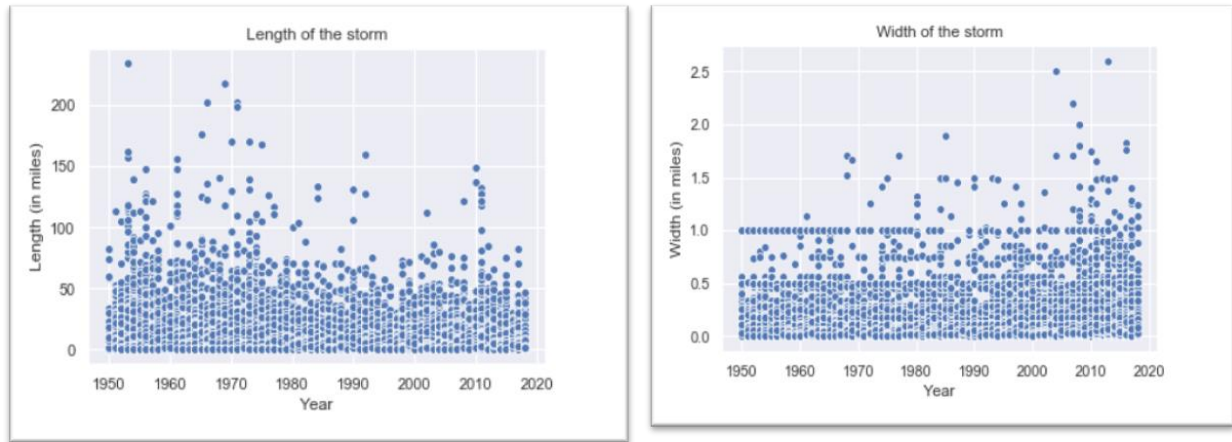 Length of the storm
200
150
100
50
0
Length (in miles)
1950 1960 1970 1980 1990 2000 2010 2020
Year
Width of the storm
2.5
2.0
1.5
1.0
0.5
0.0
Width (in miles)
1950 1960 1970 1980 1990 2000 2010 2020
Year